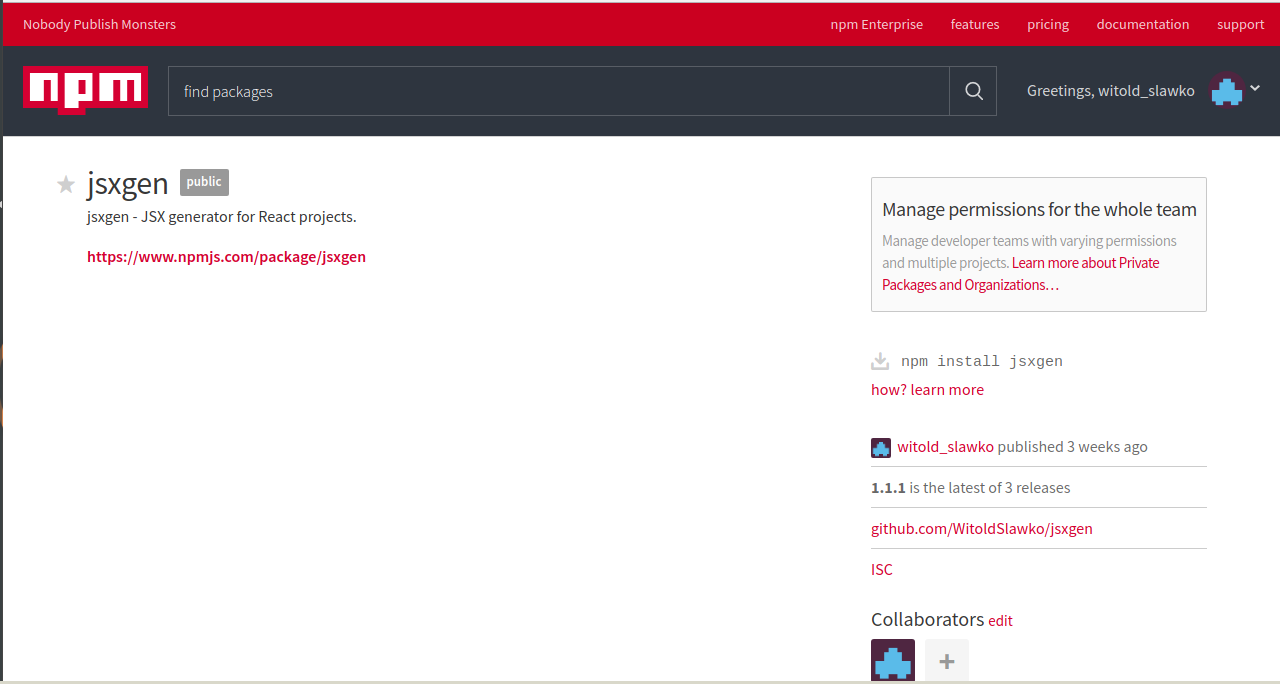 Nobody Publish Monsters
npm Enterprise features pricing documentation support
npm
find packages
Greetings, witold_slawko
jsxgen public
jsxgen - JSX generator for React projects.
https://www.npmjs.com/package/jsxgen
Manage permissions for the whole team
Manage developer teams with varying permissions
and multiple projects. Learn more about Private
Packages and Organizations…
npm install jsxgen
how? learn more
witold_slawko published 3 weeks ago
1.1.1 is the latest of 3 releases
github.com/WitoldSlawko/jsxgen
ISC
Collaborators edit
+